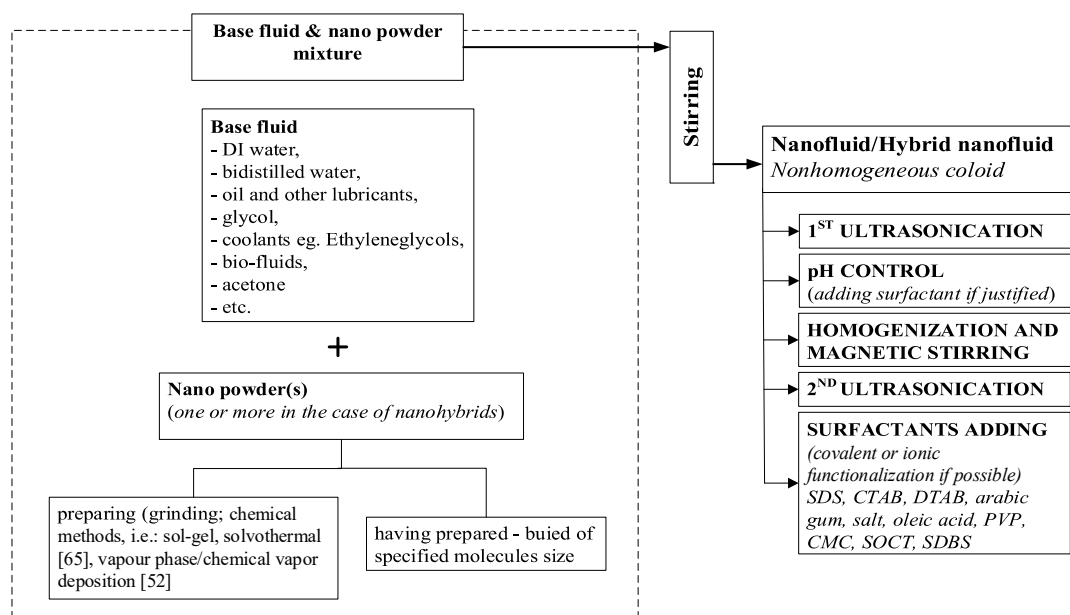 Base fluid & nano powder
mixture
Base fluid
- DI water,
- bidistilled water,
- oil and other lubricants,
- glycol,
- coolants eg. Ethyleneglycols,
- bio-fluids,
- acetone
- etc.
+
Nano powder(s)
(one or more in the case of nanohybrids)
preparing (grinding; chemical
methods, i.e.: sol-gel, solvothermal
[65], vapour phase/chemical vapor
deposition [52]
having prepared - buied of
specified molecules size
Stirring
Nanofluid/Hybrid nanofluid
Nonhomogeneous coloid
1ST ULTRASONICATION
pH CONTROL
(adding surfactant if justified)
HOMOGENIZATION AND
MAGNETIC STIRRING
2ND ULTRASONICATION
SURFACTANTS ADDING
(covalent or ionic
functionalization if possible)
SDS, CTAB, DTAB, arabic
gum, salt, oleic acid, PVP,
CMC, SOCT, SDBS